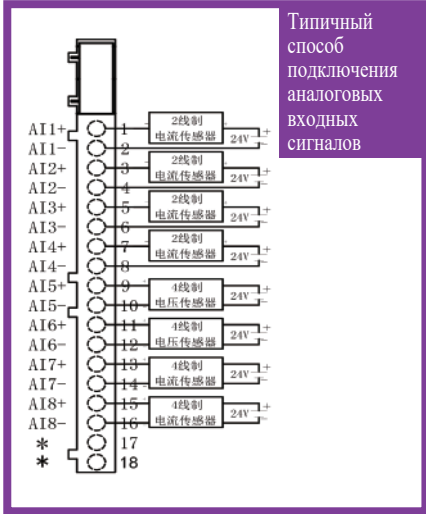 Типичный
способ
подключения
аналоговых
входных
сигналов
AI1+ 1 2线制
电流传感器 24V + -
AI1- 2
AI2+ 3 2线制
电流传感器 24V + -
AI2- 4
AI3+ 5 2线制
电流传感器 24V + -
AI3- 6
AI4+ 7 2线制
电流传感器 24V + -
AI4- 8
AI5+ 9 4线制
AI5- 10 电压传感器 24V + -
AI6+ 11 4线制
AI6- 12 电压传感器 24V + -
AI7+ 13 4线制
AI7- 14 电流传感器 24V + -
AI8+ 15 4线制
AI8- 16 电流传感器 24V + -
* 17
* 18